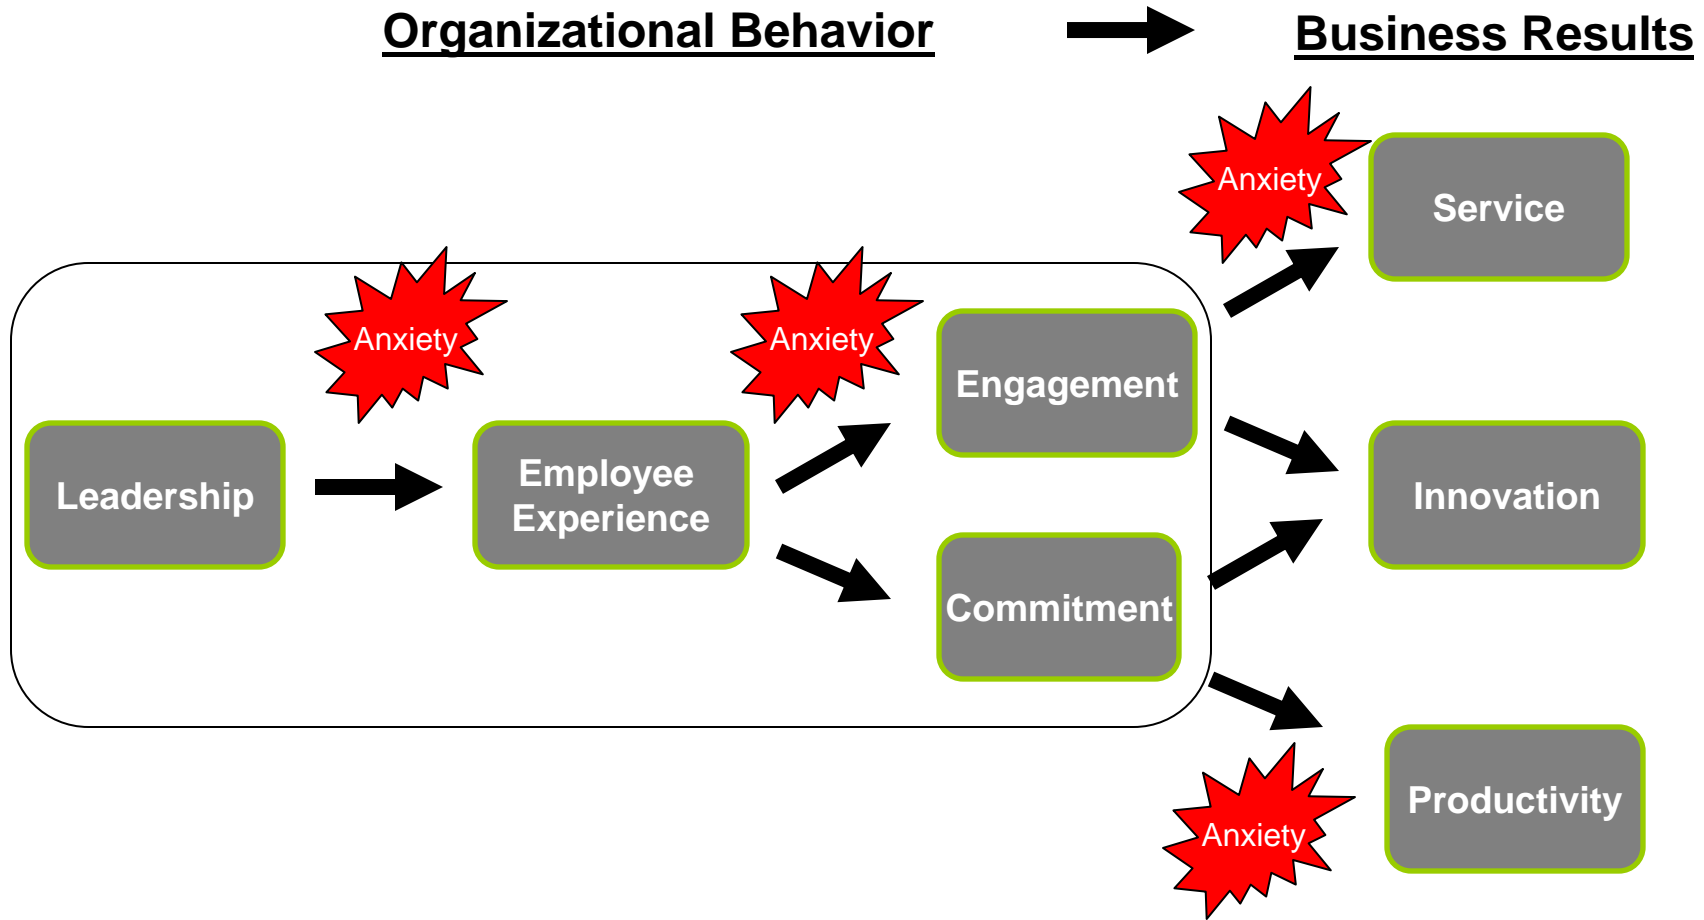 Organizational Behavior
Business Results
Anxiety
Service
Anxiety
Anxiety
Engagement
Leadership
Employee
Experience
Innovation
Commitment
Productivity
Anxiety